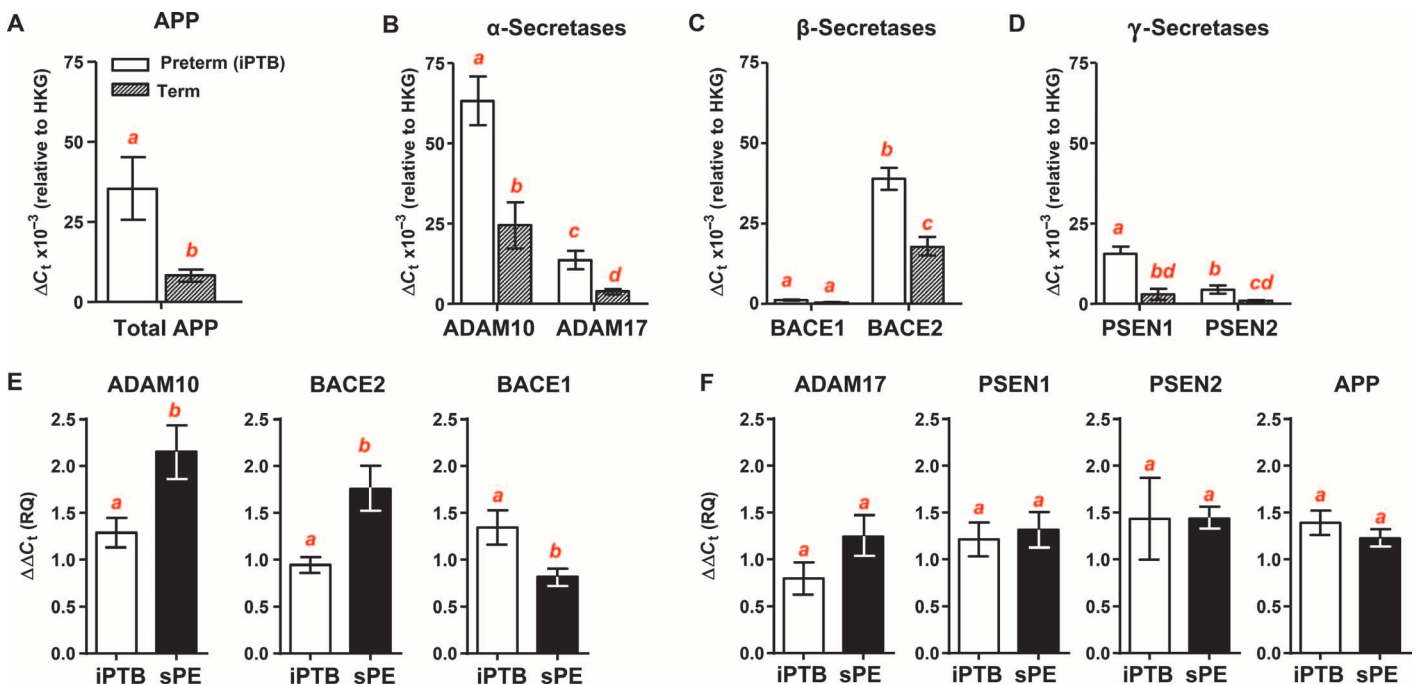 A
APP
75
50
25
0
ΔCt x10−3 (relative to HKG)
Preterm (iPTB)
Term
a
b
Total APP
B
α-Secretases
75
50
25
0
ΔCt x10−3 (relative to HKG)
a
b
c
d
ADAM10 ADAM17
C
β-Secretases
75
50
25
0
ΔCt x10−3 (relative to HKG)
a
a
b
c
BACE1 BACE2
D
γ-Secretases
75
50
25
0
ΔCt x10−3 (relative to HKG)
a
bd
b
cd
PSEN1 PSEN2
E
ADAM10
2.5
2.0
1.5
1.0
0.5
0.0
ΔΔCt (RQ)
a
b
iPTB sPE
BACE2
2.5
2.0
1.5
1.0
0.5
0.0
a
b
iPTB sPE
BACE1
2.5
2.0
1.5
1.0
0.5
0.0
a
b
iPTB sPE
F
ADAM17
2.5
2.0
1.5
1.0
0.5
0.0
ΔΔCt (RQ)
a
a
iPTB sPE
PSEN1
2.5
2.0
1.5
1.0
0.5
0.0
a
a
iPTB sPE
PSEN2
2.5
2.0
1.5
1.0
0.5
0.0
a
a
iPTB sPE
APP
2.5
2.0
1.5
1.0
0.5
0.0
a
a
iPTB sPE